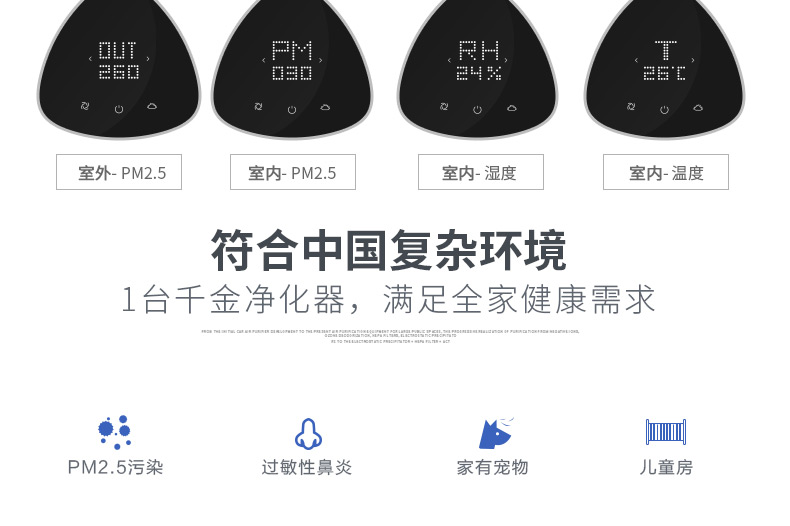 OUT
260
PM
030
RH
24%
T
26℃
室外- PM2.5
室内- PM2.5
室内- 湿度
室内- 温度
符合中国复杂环境
1台千金净化器，满足全家健康需求
PM2.5污染
过敏性鼻炎
家有宠物
儿童房